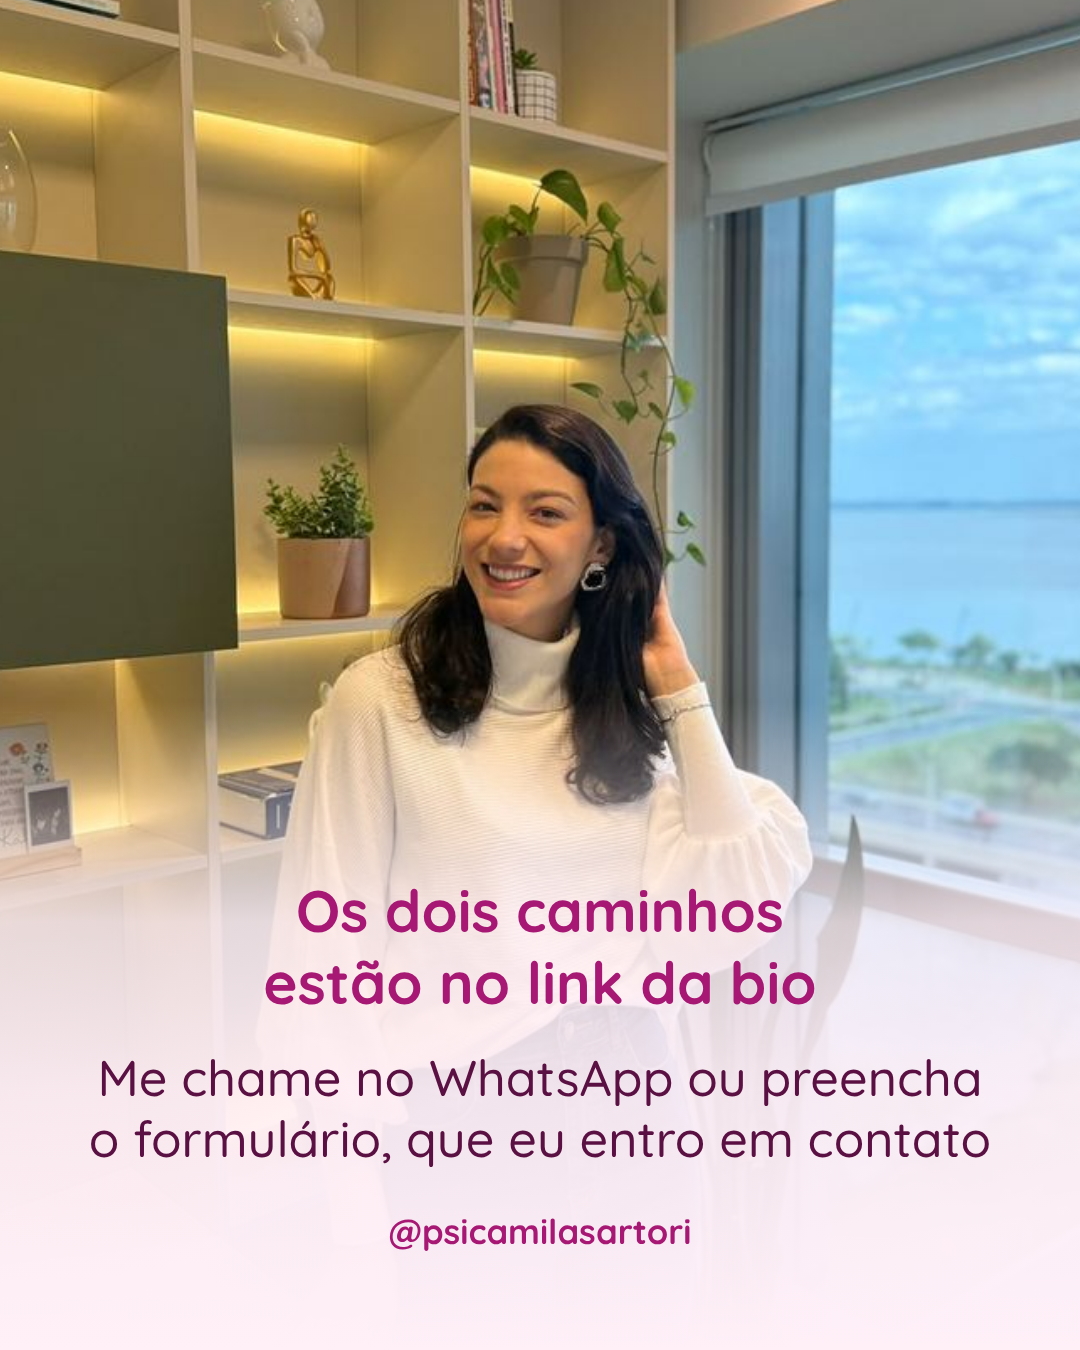 Os dois caminhos
estão no link da bio
Me chame no WhatsApp ou preencha
o formulário, que eu entro em contato
@psicamilasartori